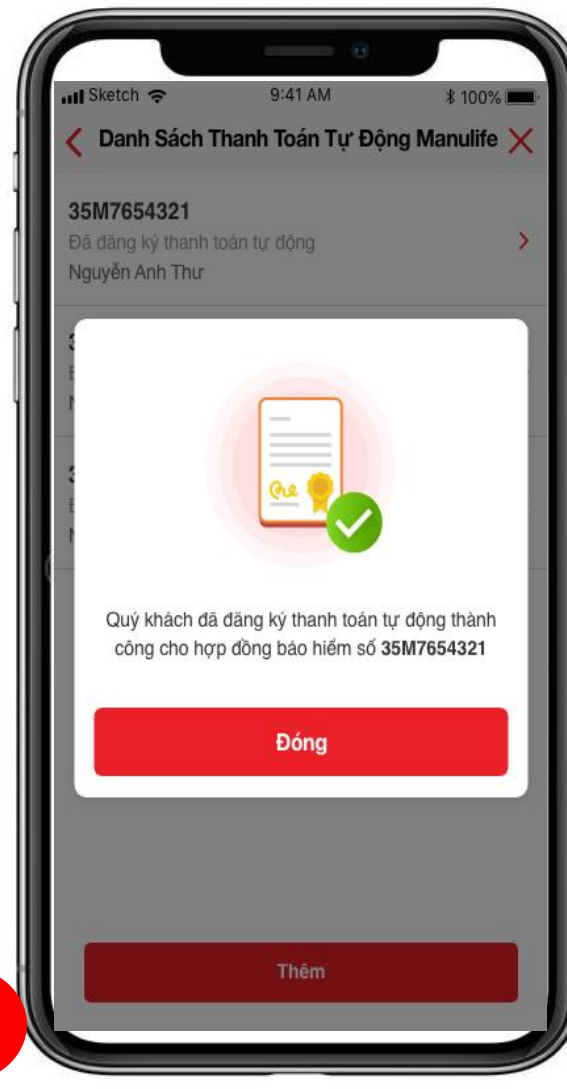 Sketch 9:41 AM 100%
Danh Sách Thanh Toán Tự Động Manulife
35M7654321
Đã đăng ký thanh toán tự động
Nguyễn Anh Thư
Quý khách đã đăng ký thanh toán tự động thành
công cho hợp đồng bảo hiểm số 35M7654321
Đóng
Thêm